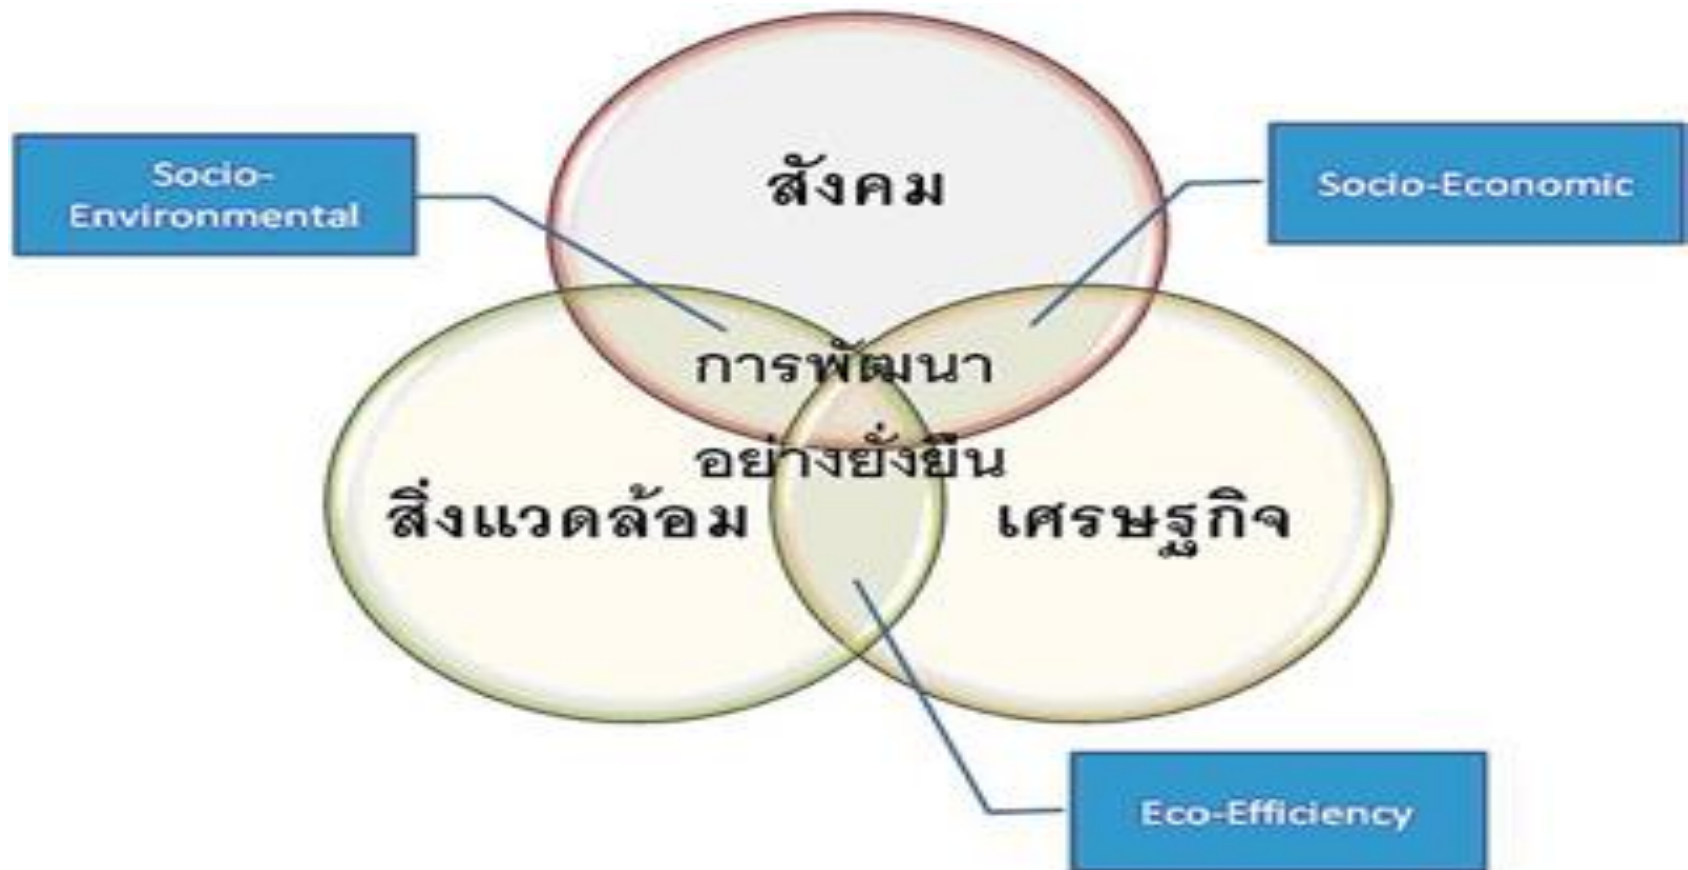 สังคม
Socio-
Environmental
Socio-Economic
การพัฒนา
อย่างยั่งยืน
สิ่งแวดล้อม
เศรษฐกิจ
Eco-Efficiency